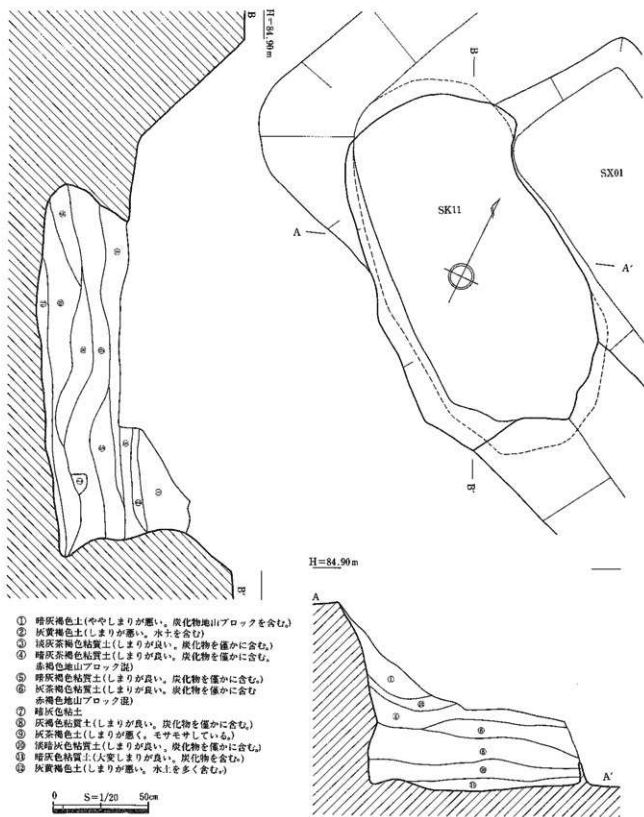 B
H=84.90m
B
SX01
SK11
A
A′
B′
B′
H=84.90m
A
A′
① 暗灰褐色土(ややしまりが悪い。炭化物地山ブロックを含む。)
② 灰黄褐色土(しまりが悪い。水土を含む)
③ 淡灰茶褐色粘質土(しまりが良い。炭化物を僅かに含む。)
④ 暗灰茶褐色粘質土(しまりが良い。炭化物を僅かに含む。
赤褐色地山ブロック混)
⑤ 暗灰褐色粘質土(しまりが良い。炭化物を僅かに含む。)
⑥ 灰茶褐色粘質土(しまりが良い。炭化物を僅かに含む
赤褐色地山ブロック混)
⑦ 暗灰色粘土
⑧ 灰褐色粘質土(しまりが良い。炭化物を僅かに含む。)
⑨ 灰茶褐色土(しまりが悪く。モサモサしている。)
⑩ 淡暗灰色粘質土(しまりが良い。炭化物を僅かに含む。)
⑪ 暗灰色粘質土(大変しまりが良い。炭化物を含む。)
⑫ 灰黄褐色土(しまりが悪い。水土を多く含む。)
0 S=1/20 50cm